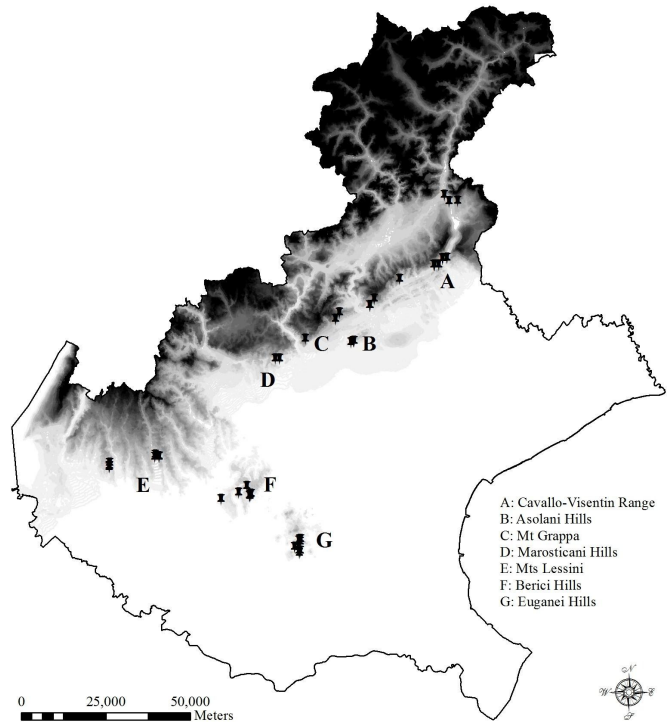 A
C
B
D
E
F
G
A: Cavallo-Visentin Range
B: Asolani Hills
C: Mt Grappa
D: Marosticani Hills
E: Mts Lessini
F: Berici Hills
G: Euganei Hills
N
W E
0 25,000 50,000
Meters